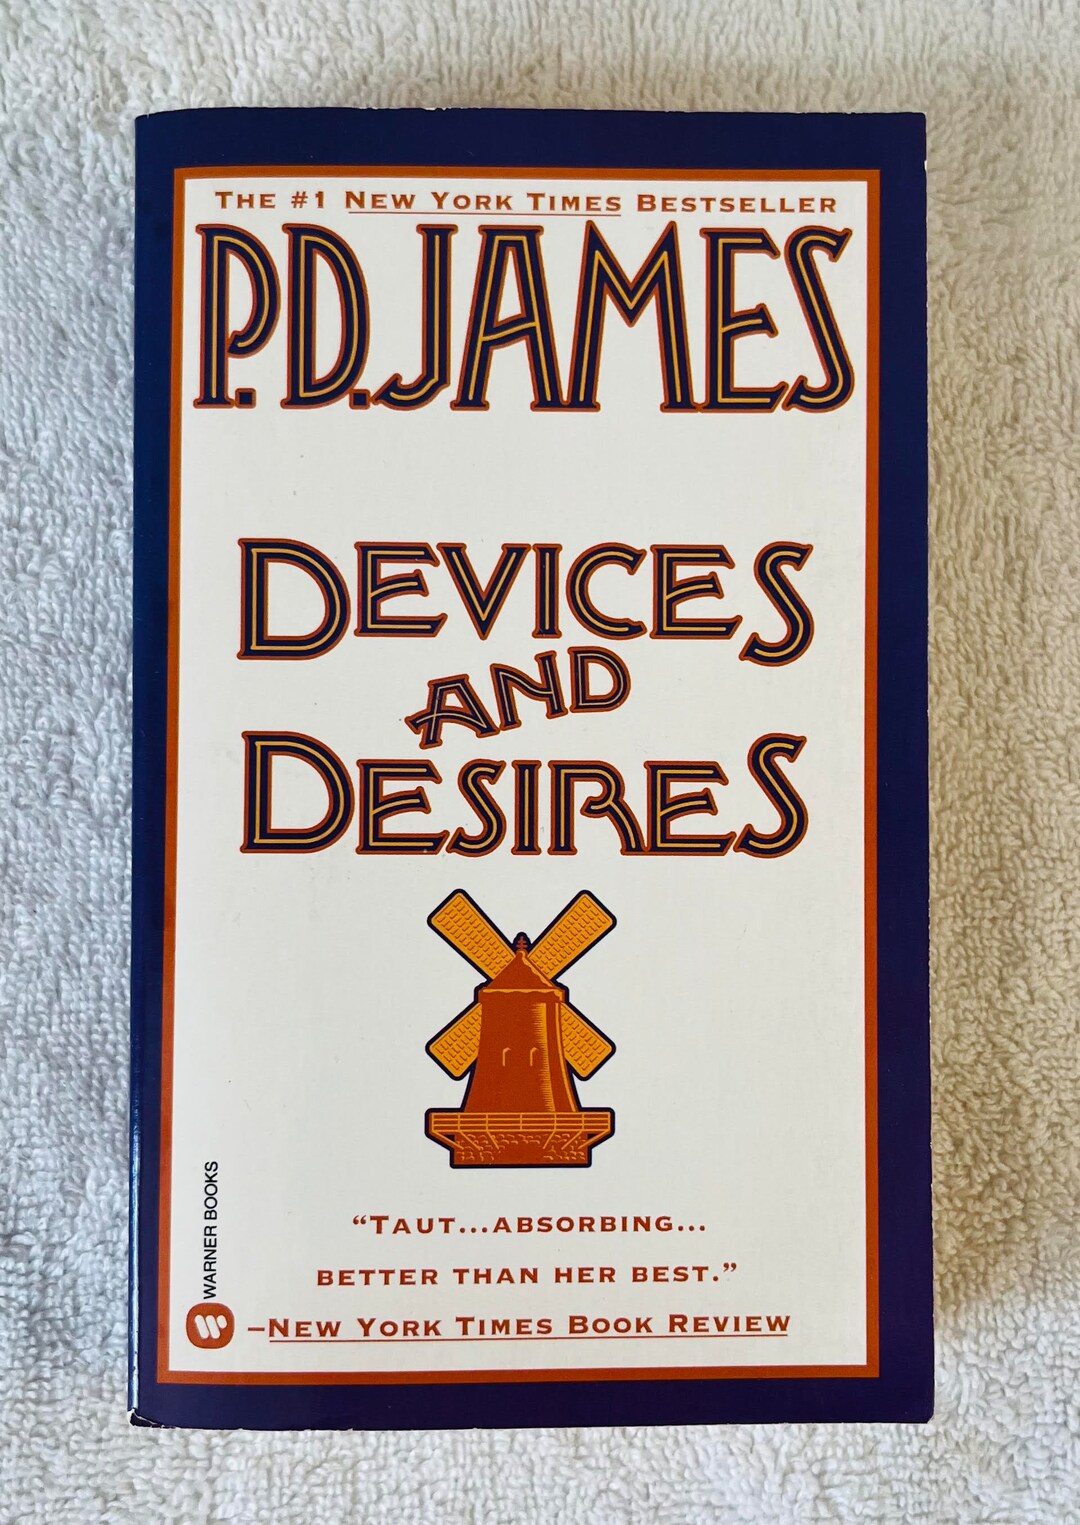 THE #1 NEW YORK TIMES BESTSELLER
P.D. JAMES
DEVICES
AND
DESIRES
“TAUT...ABSORBING...
BETTER THAN HER BEST.”
–NEW YORK TIMES BOOK REVIEW
WARNER BOOKS